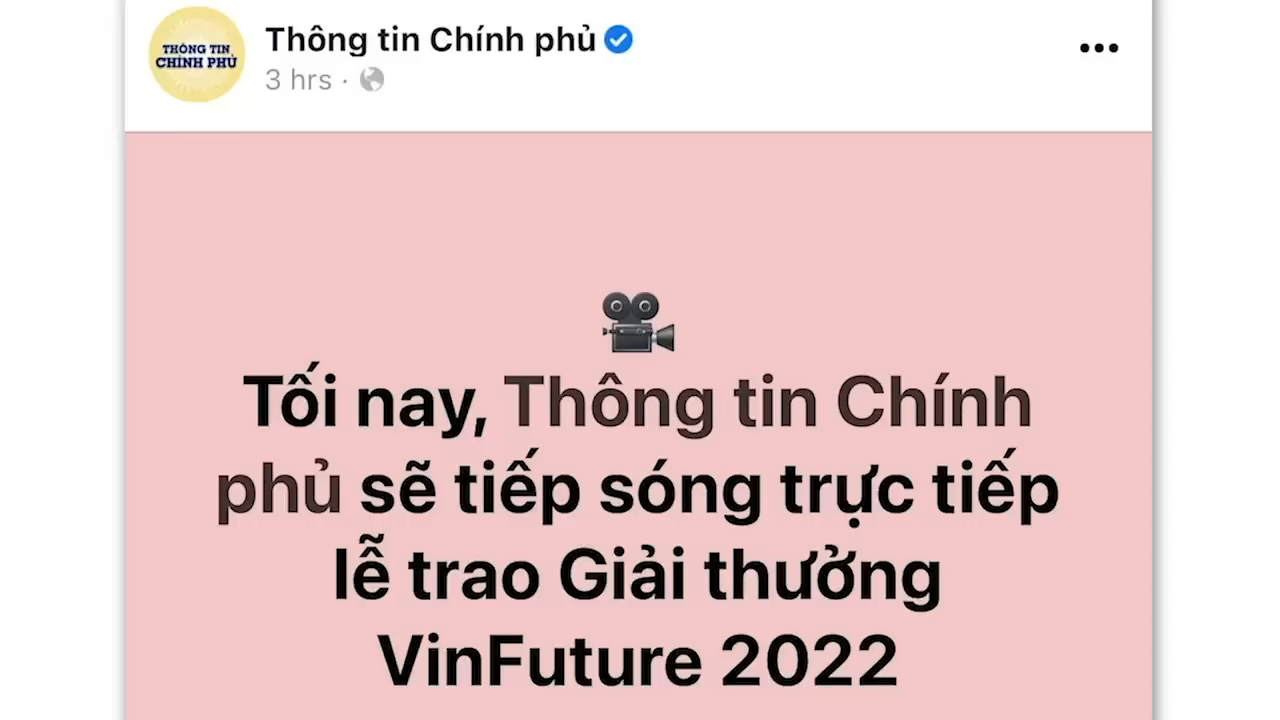 THÔNG TIN
CHÍNH PHỦ
Thông tin Chính phủ
3 hrs ·
Tối nay, Thông tin Chính
phủ sẽ tiếp sóng trực tiếp
lễ trao Giải thưởng
VinFuture 2022